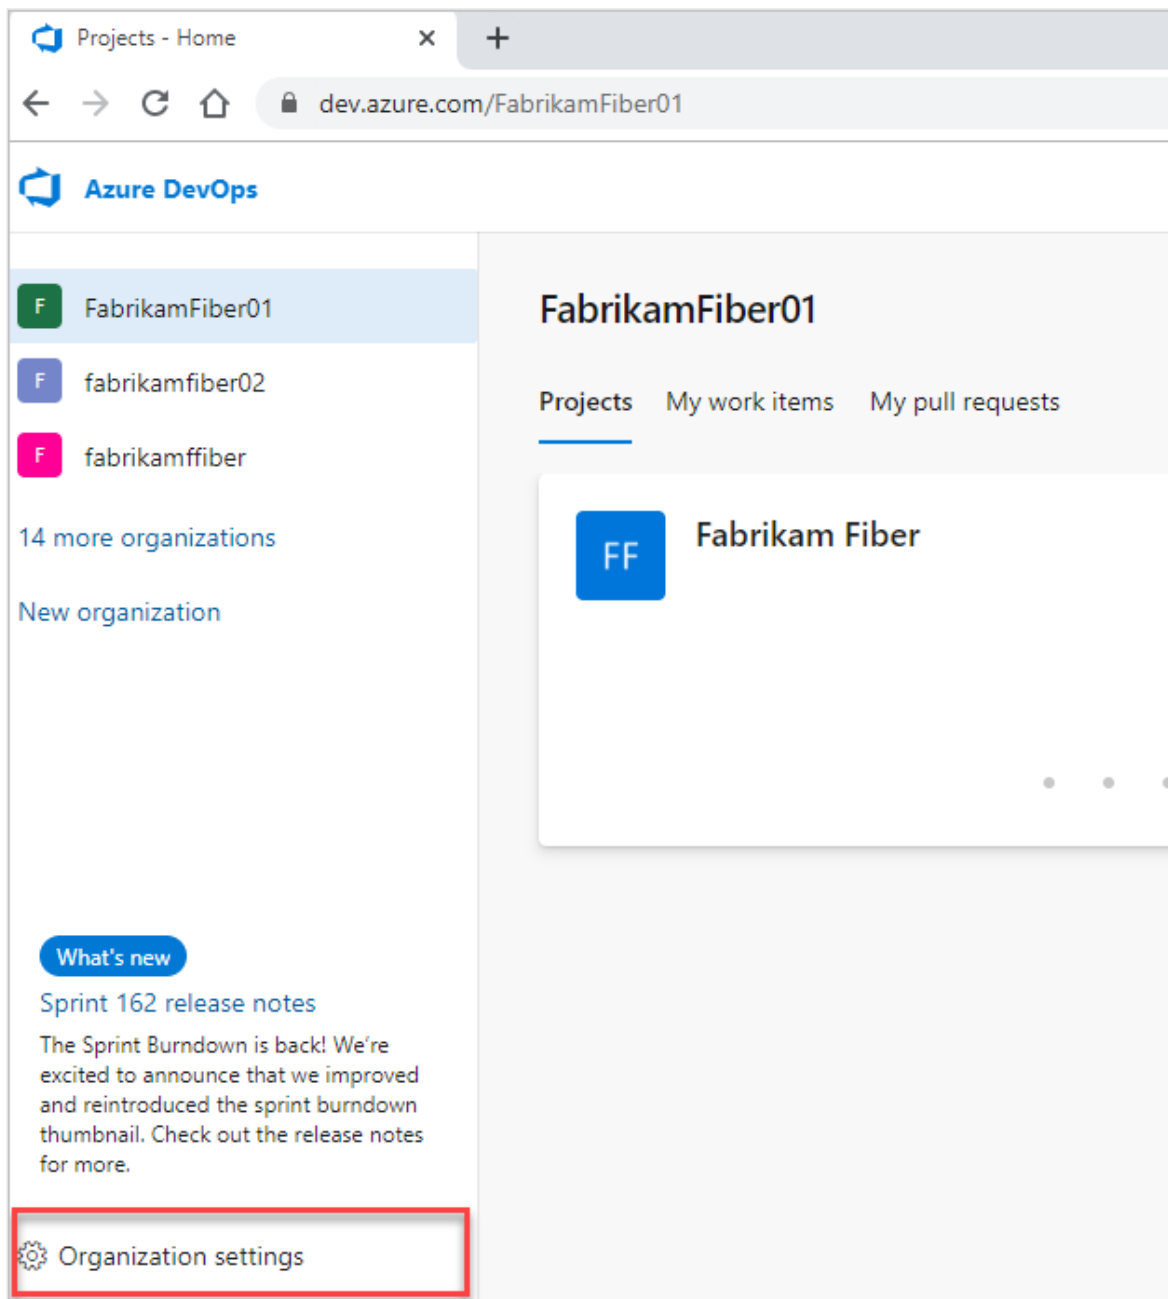 Projects - Home
dev.azure.com/FabrikamFiber01
Azure DevOps
F FabrikamFiber01
F fabrikamfiber02
F fabrikamffiber
14 more organizations
New organization
What's new
Sprint 162 release notes
The Sprint Burndown is back! We’re
excited to announce that we improved
and reintroduced the sprint burndown
thumbnail. Check out the release notes
for more.
Organization settings
FabrikamFiber01
Projects My work items My pull requests
FF Fabrikam Fiber